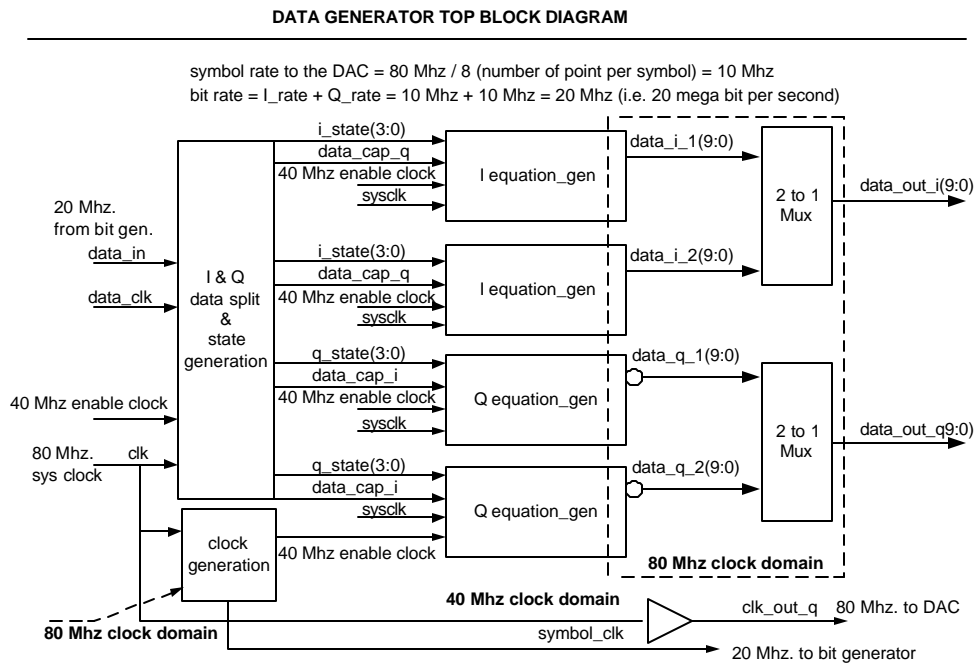 DATA GENERATOR TOP BLOCK DIAGRAM
symbol rate to the DAC = 80 Mhz / 8 (number of point per symbol) = 10 Mhz
bit rate = I_rate + Q_rate = 10 Mhz + 10 Mhz = 20 Mhz (i.e. 20 mega bit per second)
20 Mhz.
from bit gen.
data_in
data_clk
40 Mhz enable clock
80 Mhz.
sys clock
clk
I & Q
data split
&
state
generation
i_state(3:0)
data_cap_q
40 Mhz enable clock
sysclk
I equation_gen
data_i_1(9:0)
i_state(3:0)
data_cap_q
40 Mhz enable clock
sysclk
I equation_gen
data_i_2(9:0)
2 to 1
Mux
data_out_i(9:0)
q_state(3:0)
data_cap_i
40 Mhz enable clock
sysclk
Q equation_gen
data_q_1(9:0)
q_state(3:0)
data_cap_i
sysclk
40 Mhz enable clock
Q equation_gen
data_q_2(9:0)
2 to 1
Mux
data_out_q9:0)
80 Mhz clock domain
clock
generation
80 Mhz clock domain
40 Mhz clock domain
symbol_clk
clk_out_q
80 Mhz. to DAC
20 Mhz. to bit generator